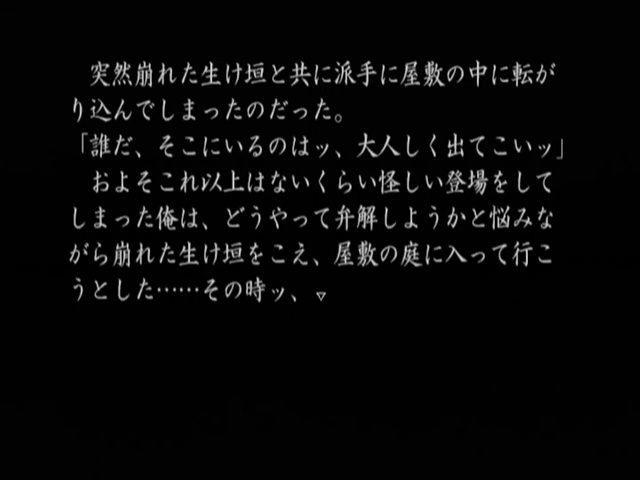 突然崩れた生け垣と共に派手に屋敷の中に転が
り込んでしまったのだった。
「誰だ、そこにいるのはッ、大人しく出てこいッ」
およそこれ以上はないくらい怪しい登場をして
しまった俺は、どうやって弁解しようかと悩みな
がら崩れた生け垣をこえ、屋敷の庭に入って行こ
うとした……その時ッ、▽